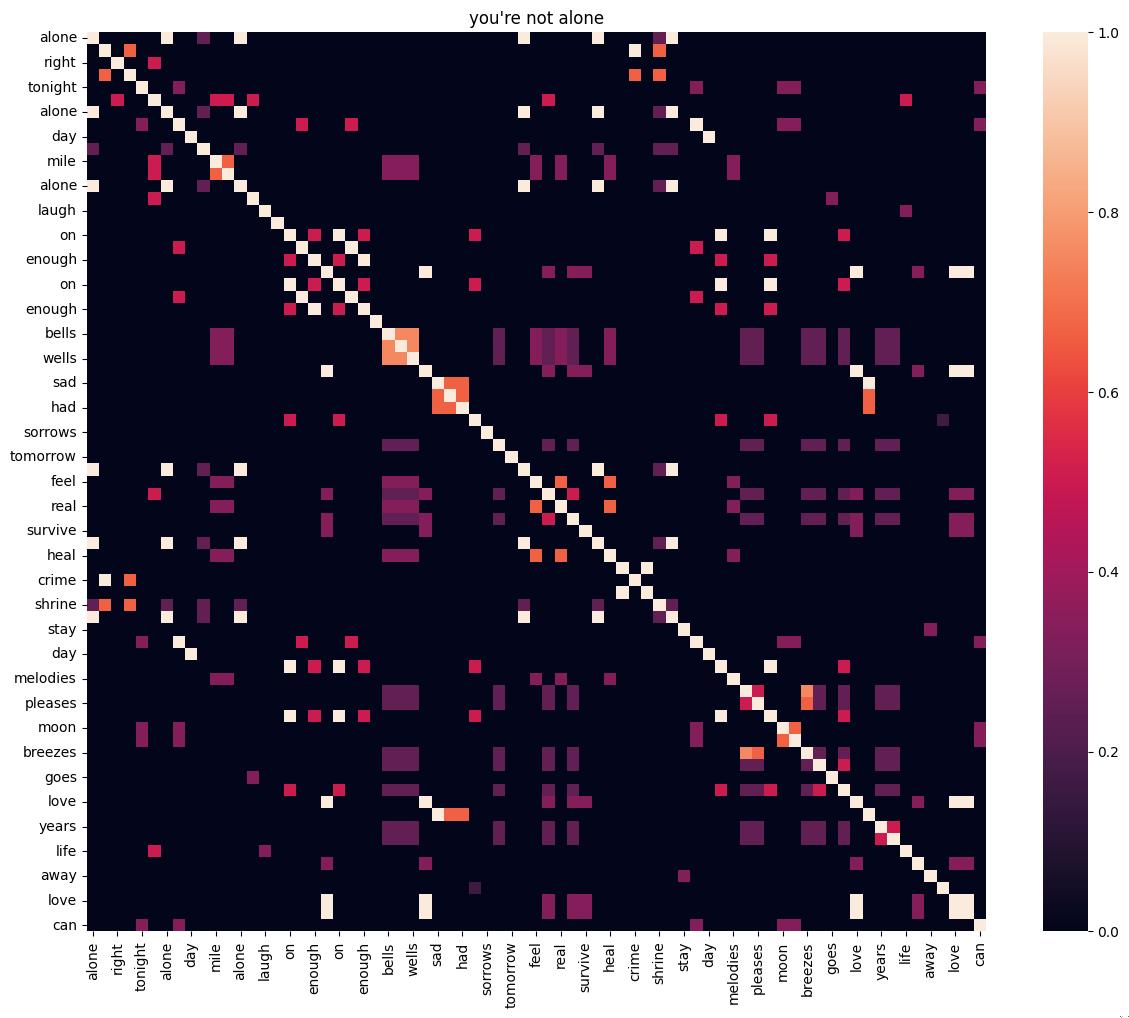 you're not alone
alone
right
tonight
alone
day
mile
alone
laugh
on
enough
on
enough
bells
wells
sad
had
sorrows
tomorrow
feel
real
survive
heal
crime
shrine
stay
day
melodies
pleases
moon
breezes
goes
love
years
life
away
love
can
1.0
0.8
0.6
0.4
0.2
0.0
alone
right
tonight
alone
day
mile
alone
laugh
on
enough
on
enough
bells
wells
sad
had
sorrows
tomorrow
feel
real
survive
heal
crime
shrine
stay
day
melodies
pleases
moon
breezes
goes
love
years
life
away
love
can